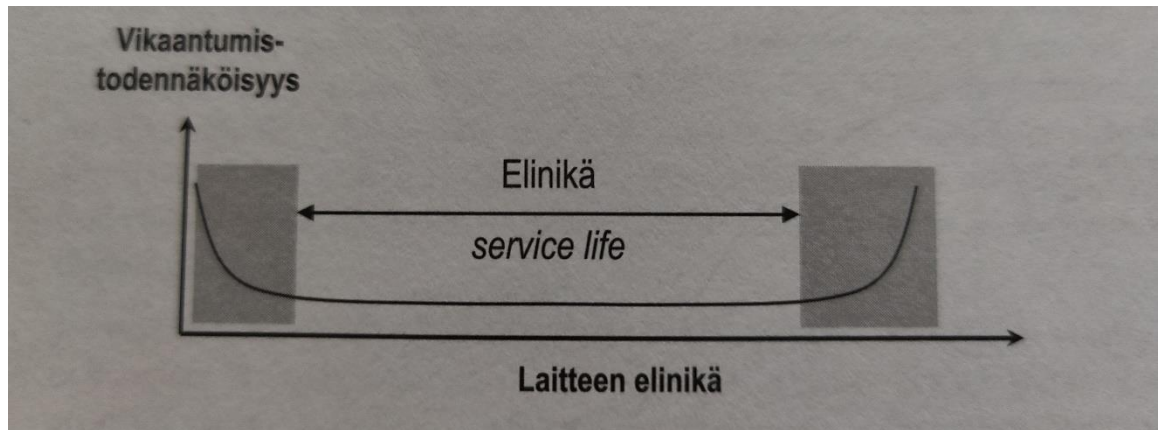 Vikaantumis-
todennäköisyys
Elinikä
service life
Laitteen elinikä